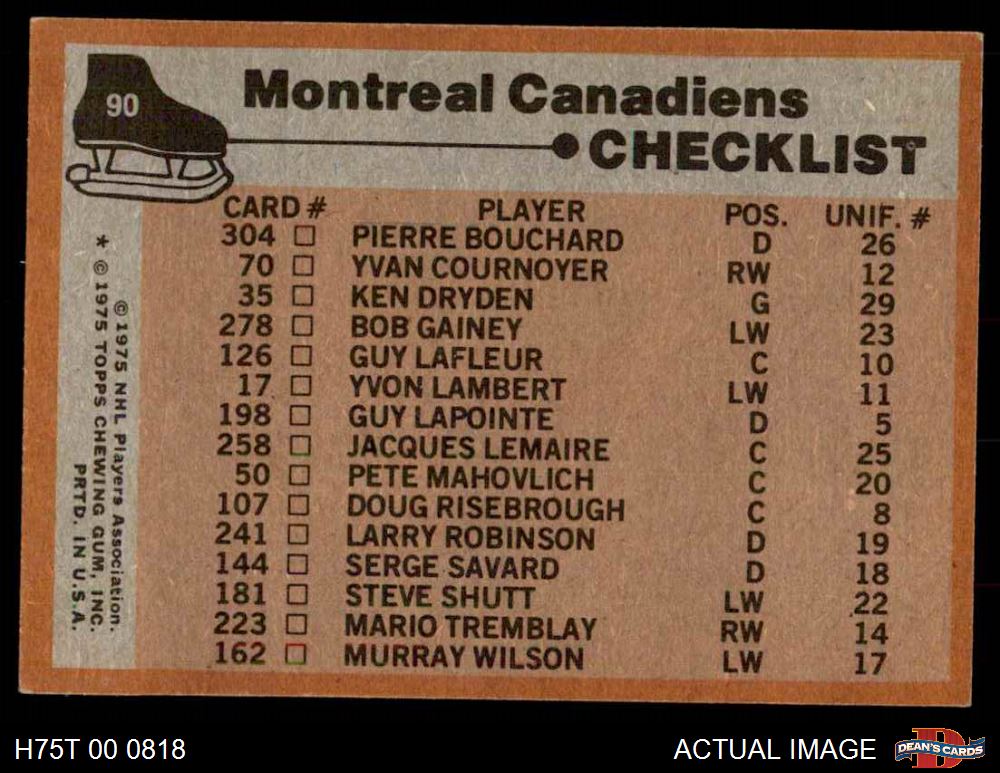 90
Montreal Canadiens
CHECKLIST
CARD # PLAYER POS. UNIF. #
304 □ PIERRE BOUCHARD D 26
70 □ YVAN COURNOYER RW 12
35 □ KEN DRYDEN G 29
278 □ BOB GAINEY LW 23
126 □ GUY LAFLEUR C 10
17 □ YVON LAMBERT LW 11
198 □ GUY LAPOINTE D 5
258 □ JACQUES LEMAIRE C 25
50 □ PETE MAHOVLICH C 20
107 □ DOUG RISEBROUGH C 8
241 □ LARRY ROBINSON D 19
144 □ SERGE SAVARD D 18
181 □ STEVE SHUTT LW 22
223 □ MARIO TREMBLAY RW 14
162 □ MURRAY WILSON LW 17
© 1975 NHL Players Association.
* © 1975 TOPPS CHEWING GUM, INC.
PRTD. IN U.S.A.
H75T 00 0818 ACTUAL IMAGE
D
DEAN'S CARDS